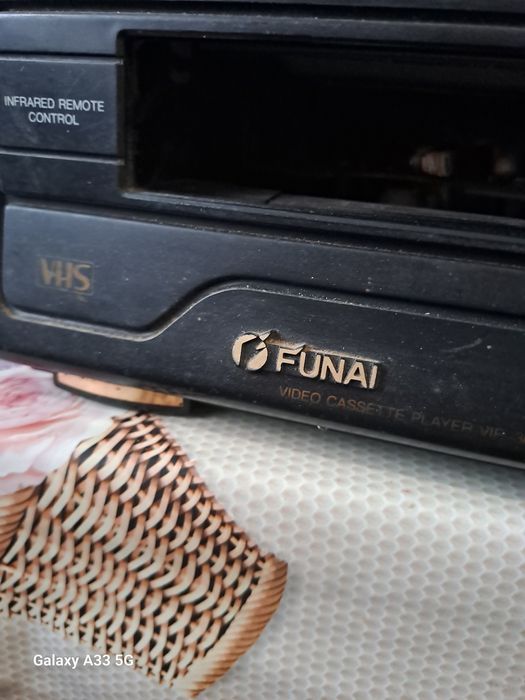 INFRARED REMOTE
CONTROL
VHS
FUNAI
VIDEO CASSETTE PLAYER
Galaxy A33 5G